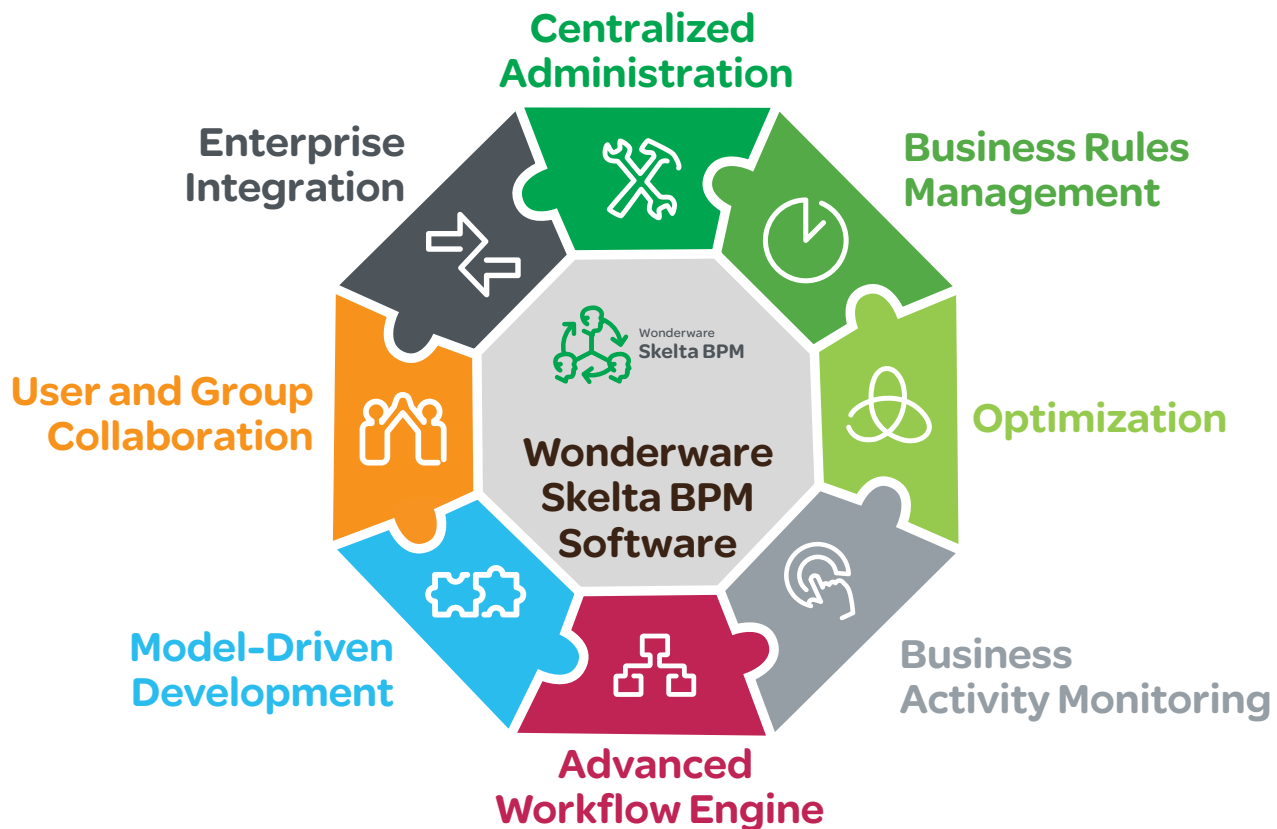 Centralized
Administration
Enterprise
Integration
Business Rules
Management
Wonderware
Skelta BPM
User and Group
Collaboration
Optimization
Wonderware
Skelta BPM
Software
Model-Driven
Development
Business
Activity Monitoring
Advanced
Workflow Engine